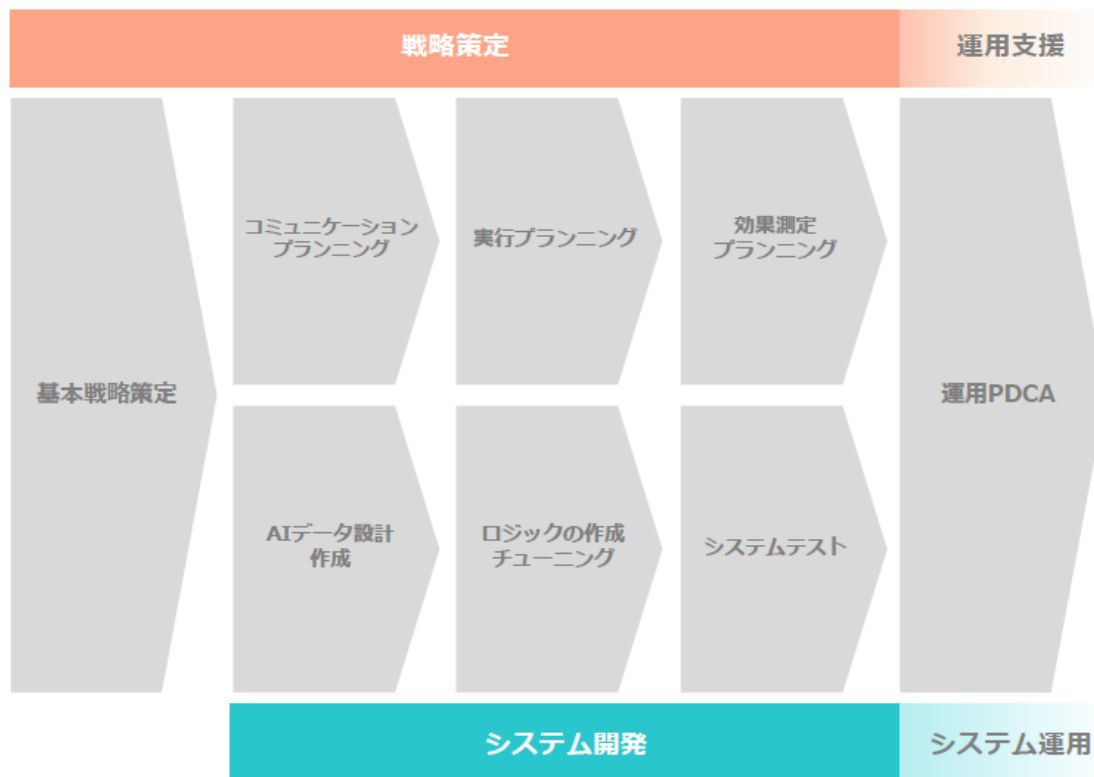 戦略策定
運用支援
コミュニケーション
プランニング
実行プランニング
効果測定
プランニング
基本戦略策定
運用PDCA
AIデータ設計
作成
ロジックの作成
チューニング
システムテスト
システム開発
システム運用